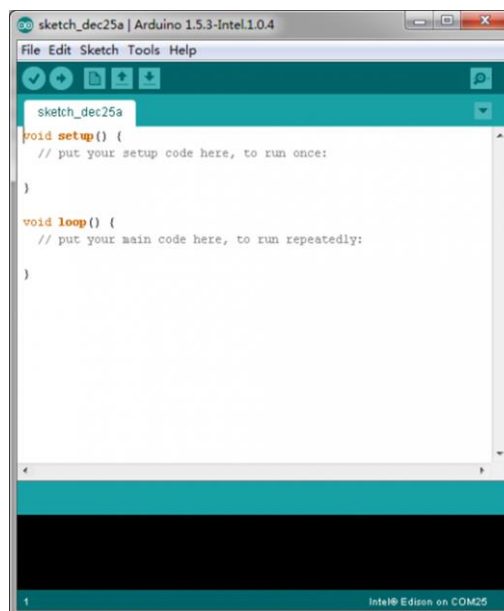 sketch_dec25a | Arduino 1.5.3-Intel.1.0.4
File Edit Sketch Tools Help
sketch_dec25a
void setup() {
  // put your setup code here, to run once:
}
void loop() {
  // put your main code here, to run repeatedly:
}
1
Intel® Edison on COM25